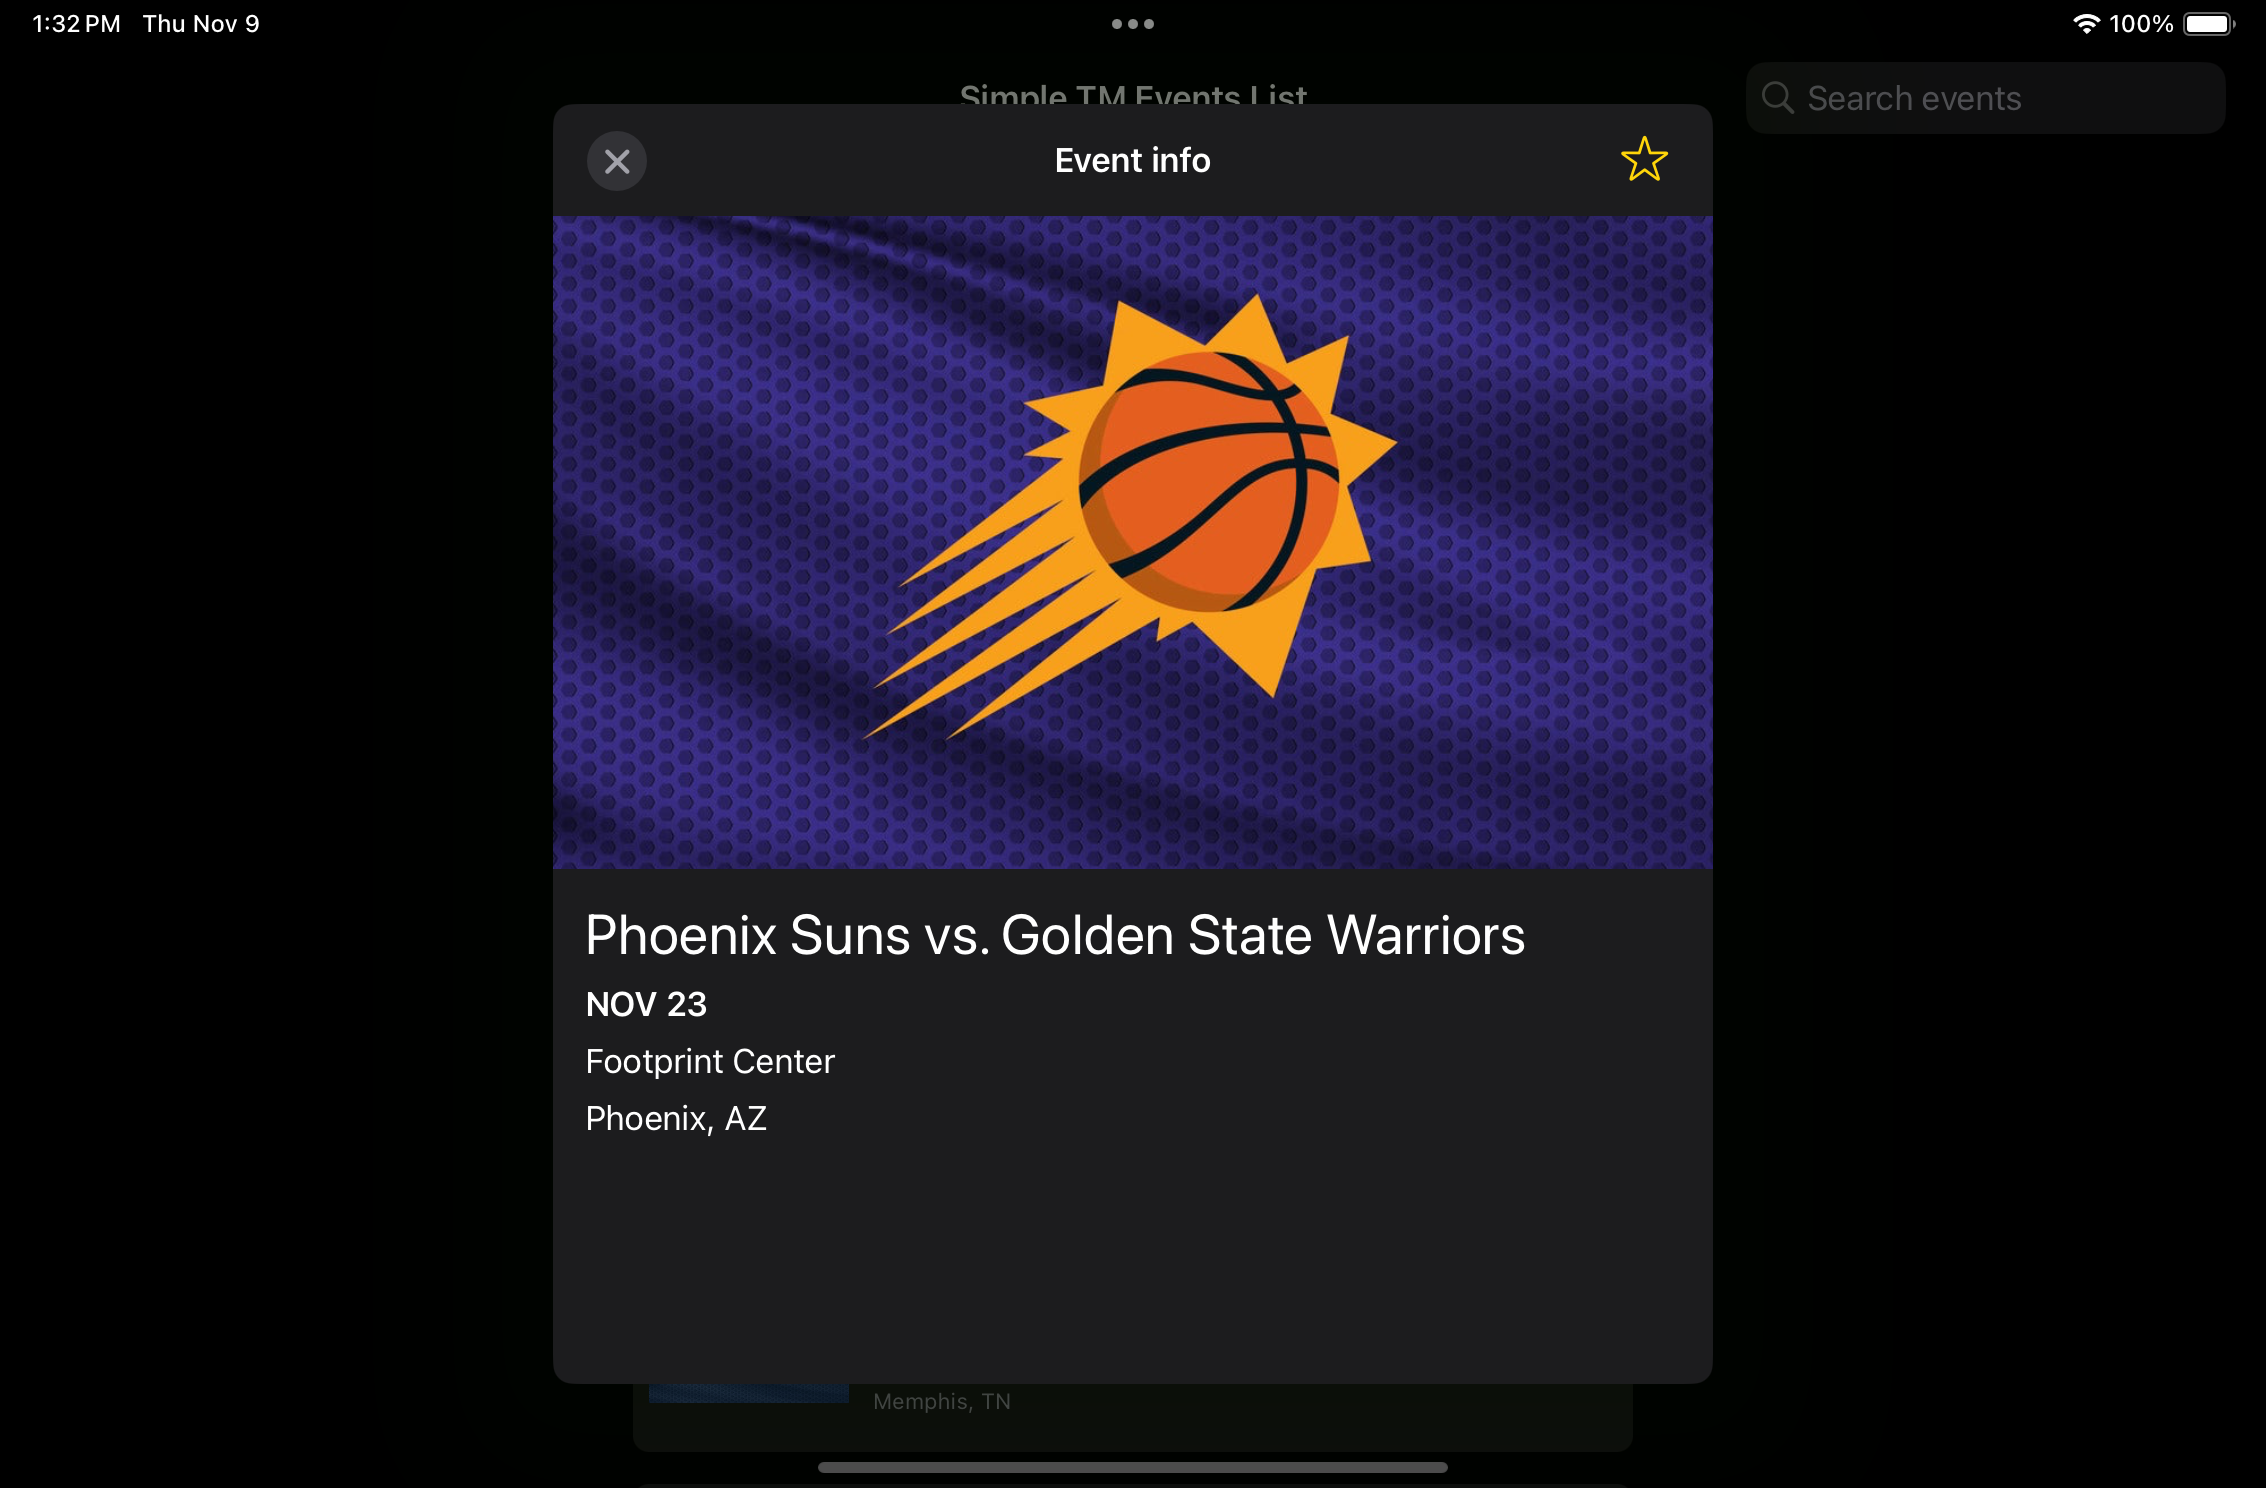 1:32 PM Thu Nov 9
100%
Simple TM Events List
Search events
Event info
Phoenix Suns vs. Golden State Warriors
NOV 23
Footprint Center
Phoenix, AZ
Memphis, TN